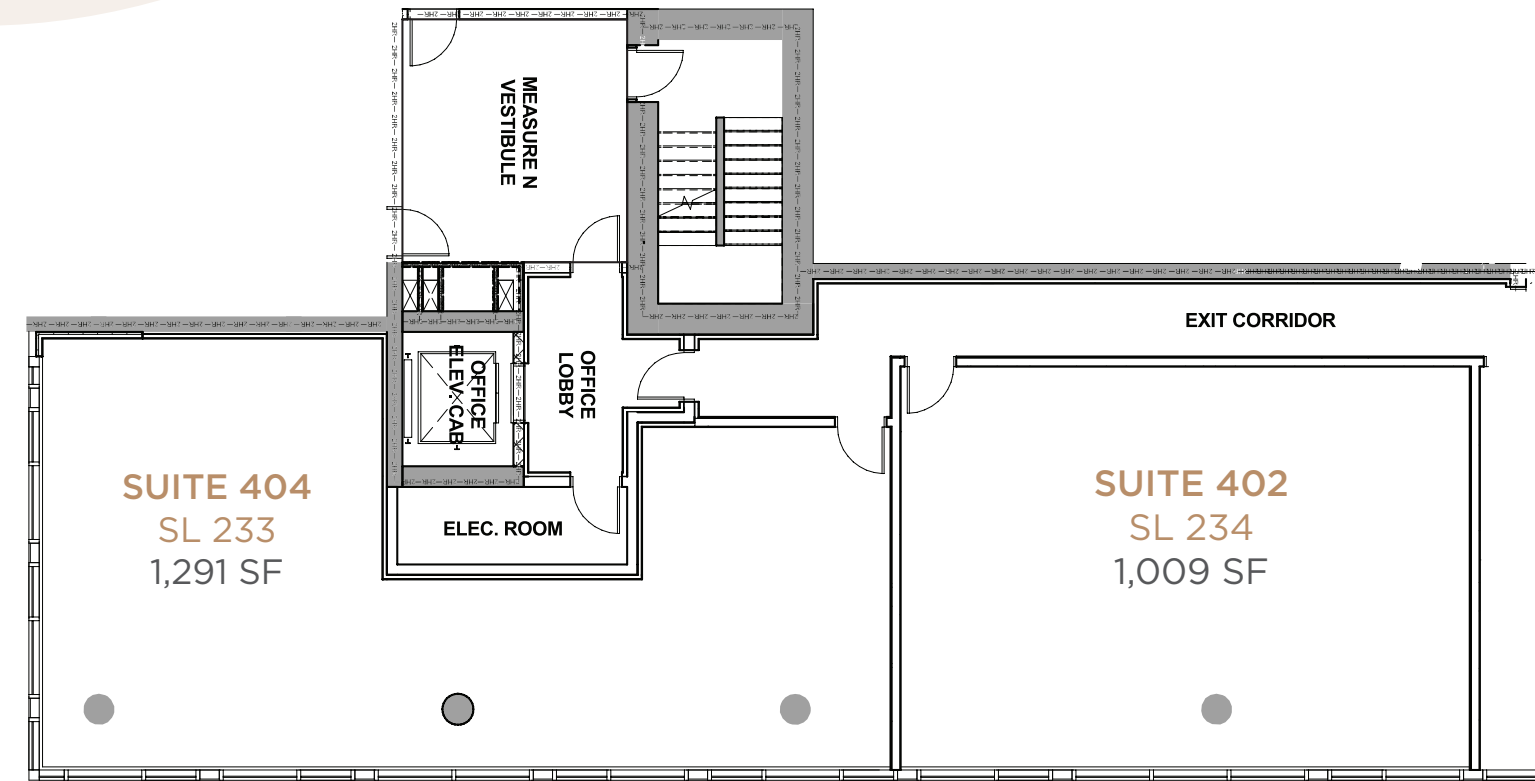 MEASURE N
VESTIBULE
EXIT CORRIDOR
OFFICE
LOBBY
OFFICE
ELEV. CAB
SUITE 404
SL 233
1,291 SF
ELEC. ROOM
SUITE 402
SL 234
1,009 SF